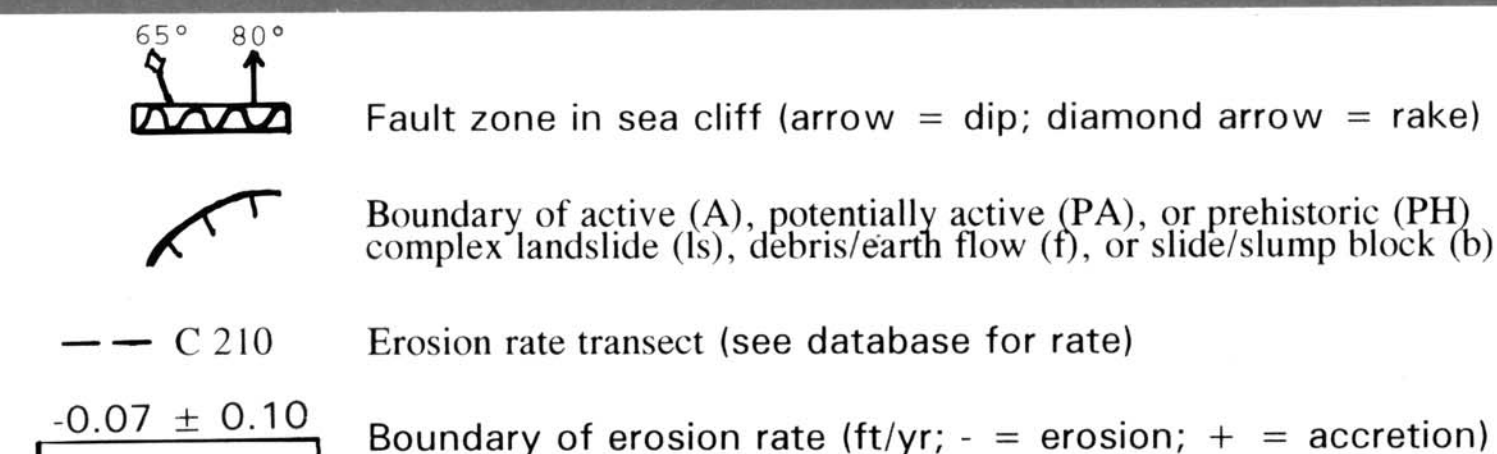 65° 80°
Fault zone in sea cliff (arrow = dip; diamond arrow = rake)
Boundary of active (A), potentially active (PA), or prehistoric (PH)
complex landslide (ls), debris/earth flow (f), or slide/slump block (b)
C 210 Erosion rate transect (see database for rate)
-0.07 ± 0.10
Boundary of erosion rate (ft/yr; - = erosion; + = accretion)